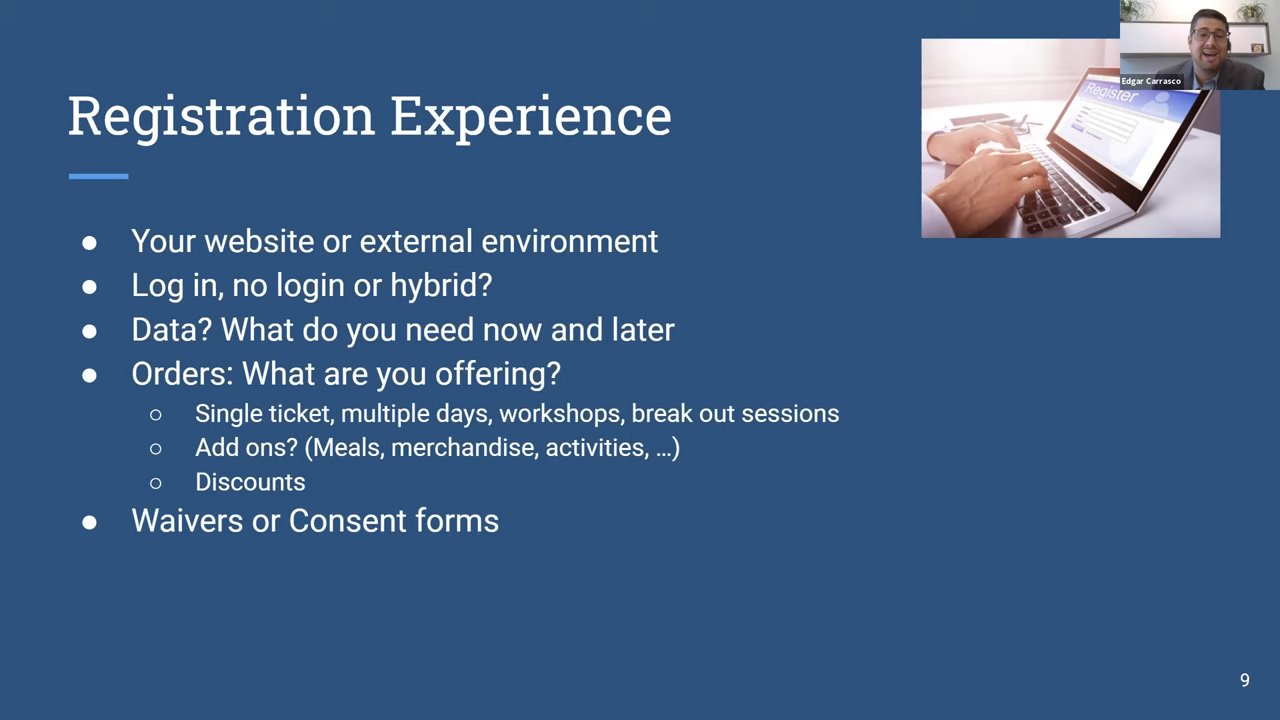 Edgar Carrasco
Register
Registration Experience
● Your website or external environment
● Log in, no login or hybrid?
● Data? What do you need now and later
● Orders: What are you offering?
○ Single ticket, multiple days, workshops, break out sessions
○ Add ons? (Meals, merchandise, activities, ...)
○ Discounts
● Waivers or Consent forms
9